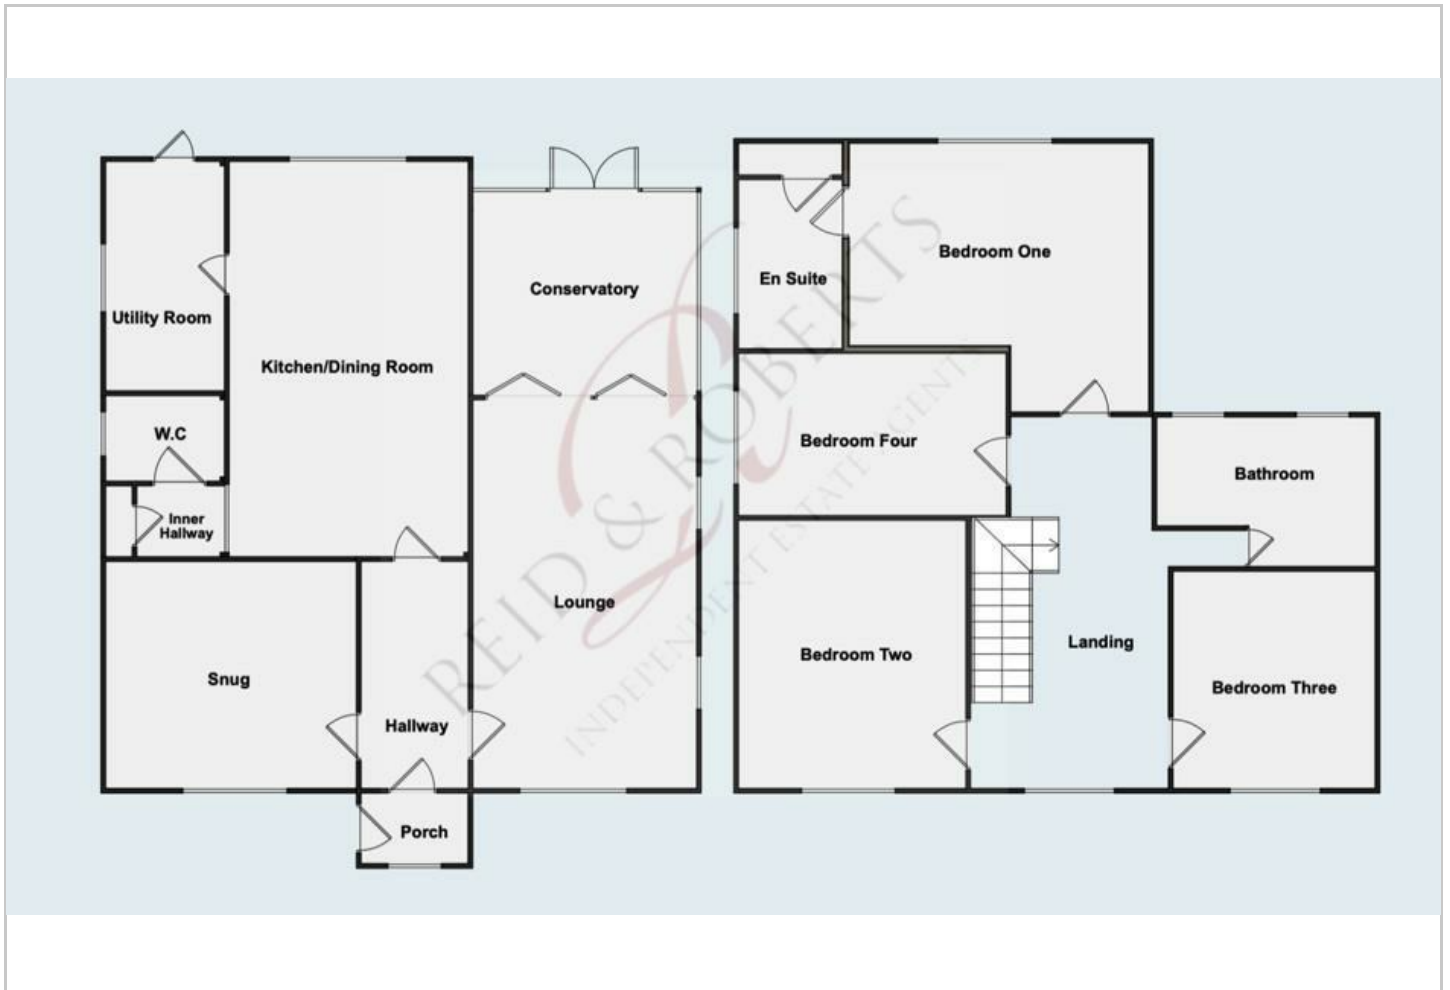 Utility Room
Kitchen/Dining Room
Conservatory
W.C
Inner
Hallway
Snug
Hallway
Lounge
Porch
En Suite
Bedroom One
Bedroom Four
Bathroom
Bedroom Two
Landing
Bedroom Three
REID & ROBERTS
INDEPENDENT ESTATE AGENTS